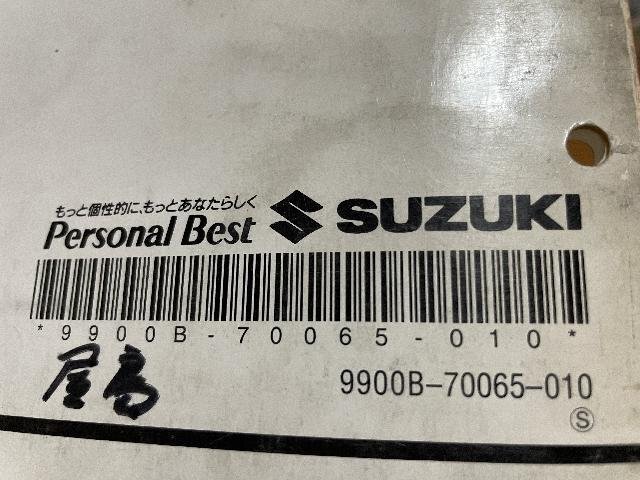 もっと個性的に、もっとあなたらしく
Personal Best SUZUKI
*9900B-70065-010*
屋高
9900B-70065-010
Ⓢ